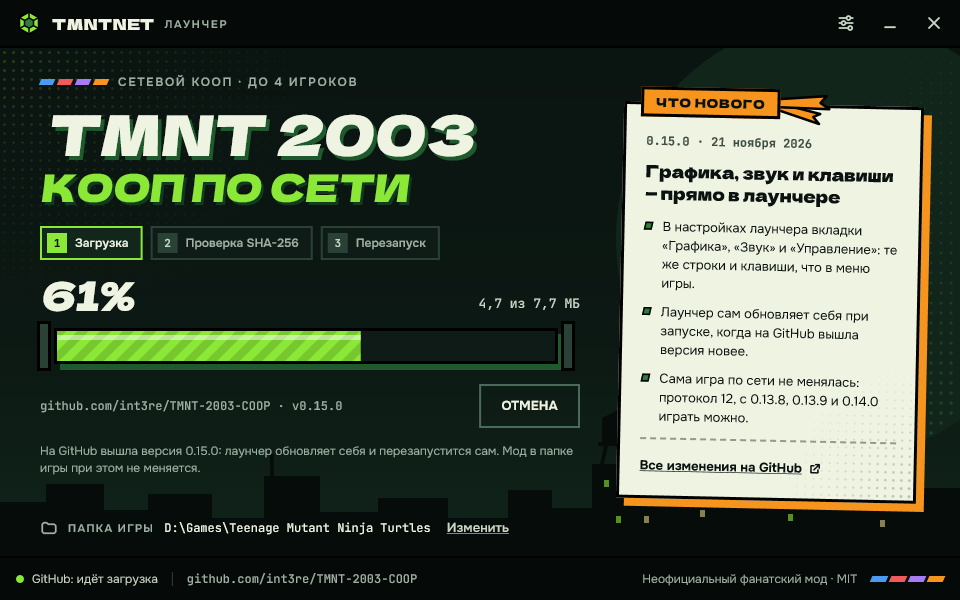 TMNTNET ЛАУНЧЕР
СЕТЕВОЙ КООП · ДО 4 ИГРОКОВ
TMNT 2003
КООП ПО СЕТИ
1 Загрузка
2 Проверка SHA-256
3 Перезапуск
61%
4,7 из 7,7 МБ
github.com/int3re/TMNT-2003-COOP · v0.15.0
ОТМЕНА
На GitHub вышла версия 0.15.0: лаунчер обновляет себя и перезапустится сам. Мод в папке
игры при этом не меняется.
ПАПКА ИГРЫ D:\Games\Teenage Mutant Ninja Turtles Изменить
ЧТО НОВОГО
0.15.0 · 21 ноября 2026
Графика, звук и клавиши
— прямо в лаунчере
В настройках лаунчера вкладки
«Графика», «Звук» и «Управление»: те
же строки и клавиши, что в меню
игры.
Лаунчер сам обновляет себя при
запуске, когда на GitHub вышла
версия новее.
Сама игра по сети не менялась:
протокол 12, с 0.13.8, 0.13.9 и 0.14.0
играть можно.
Все изменения на GitHub
GitHub: идёт загрузка
github.com/int3re/TMNT-2003-COOP
Неофициальный фанатский мод · MIT